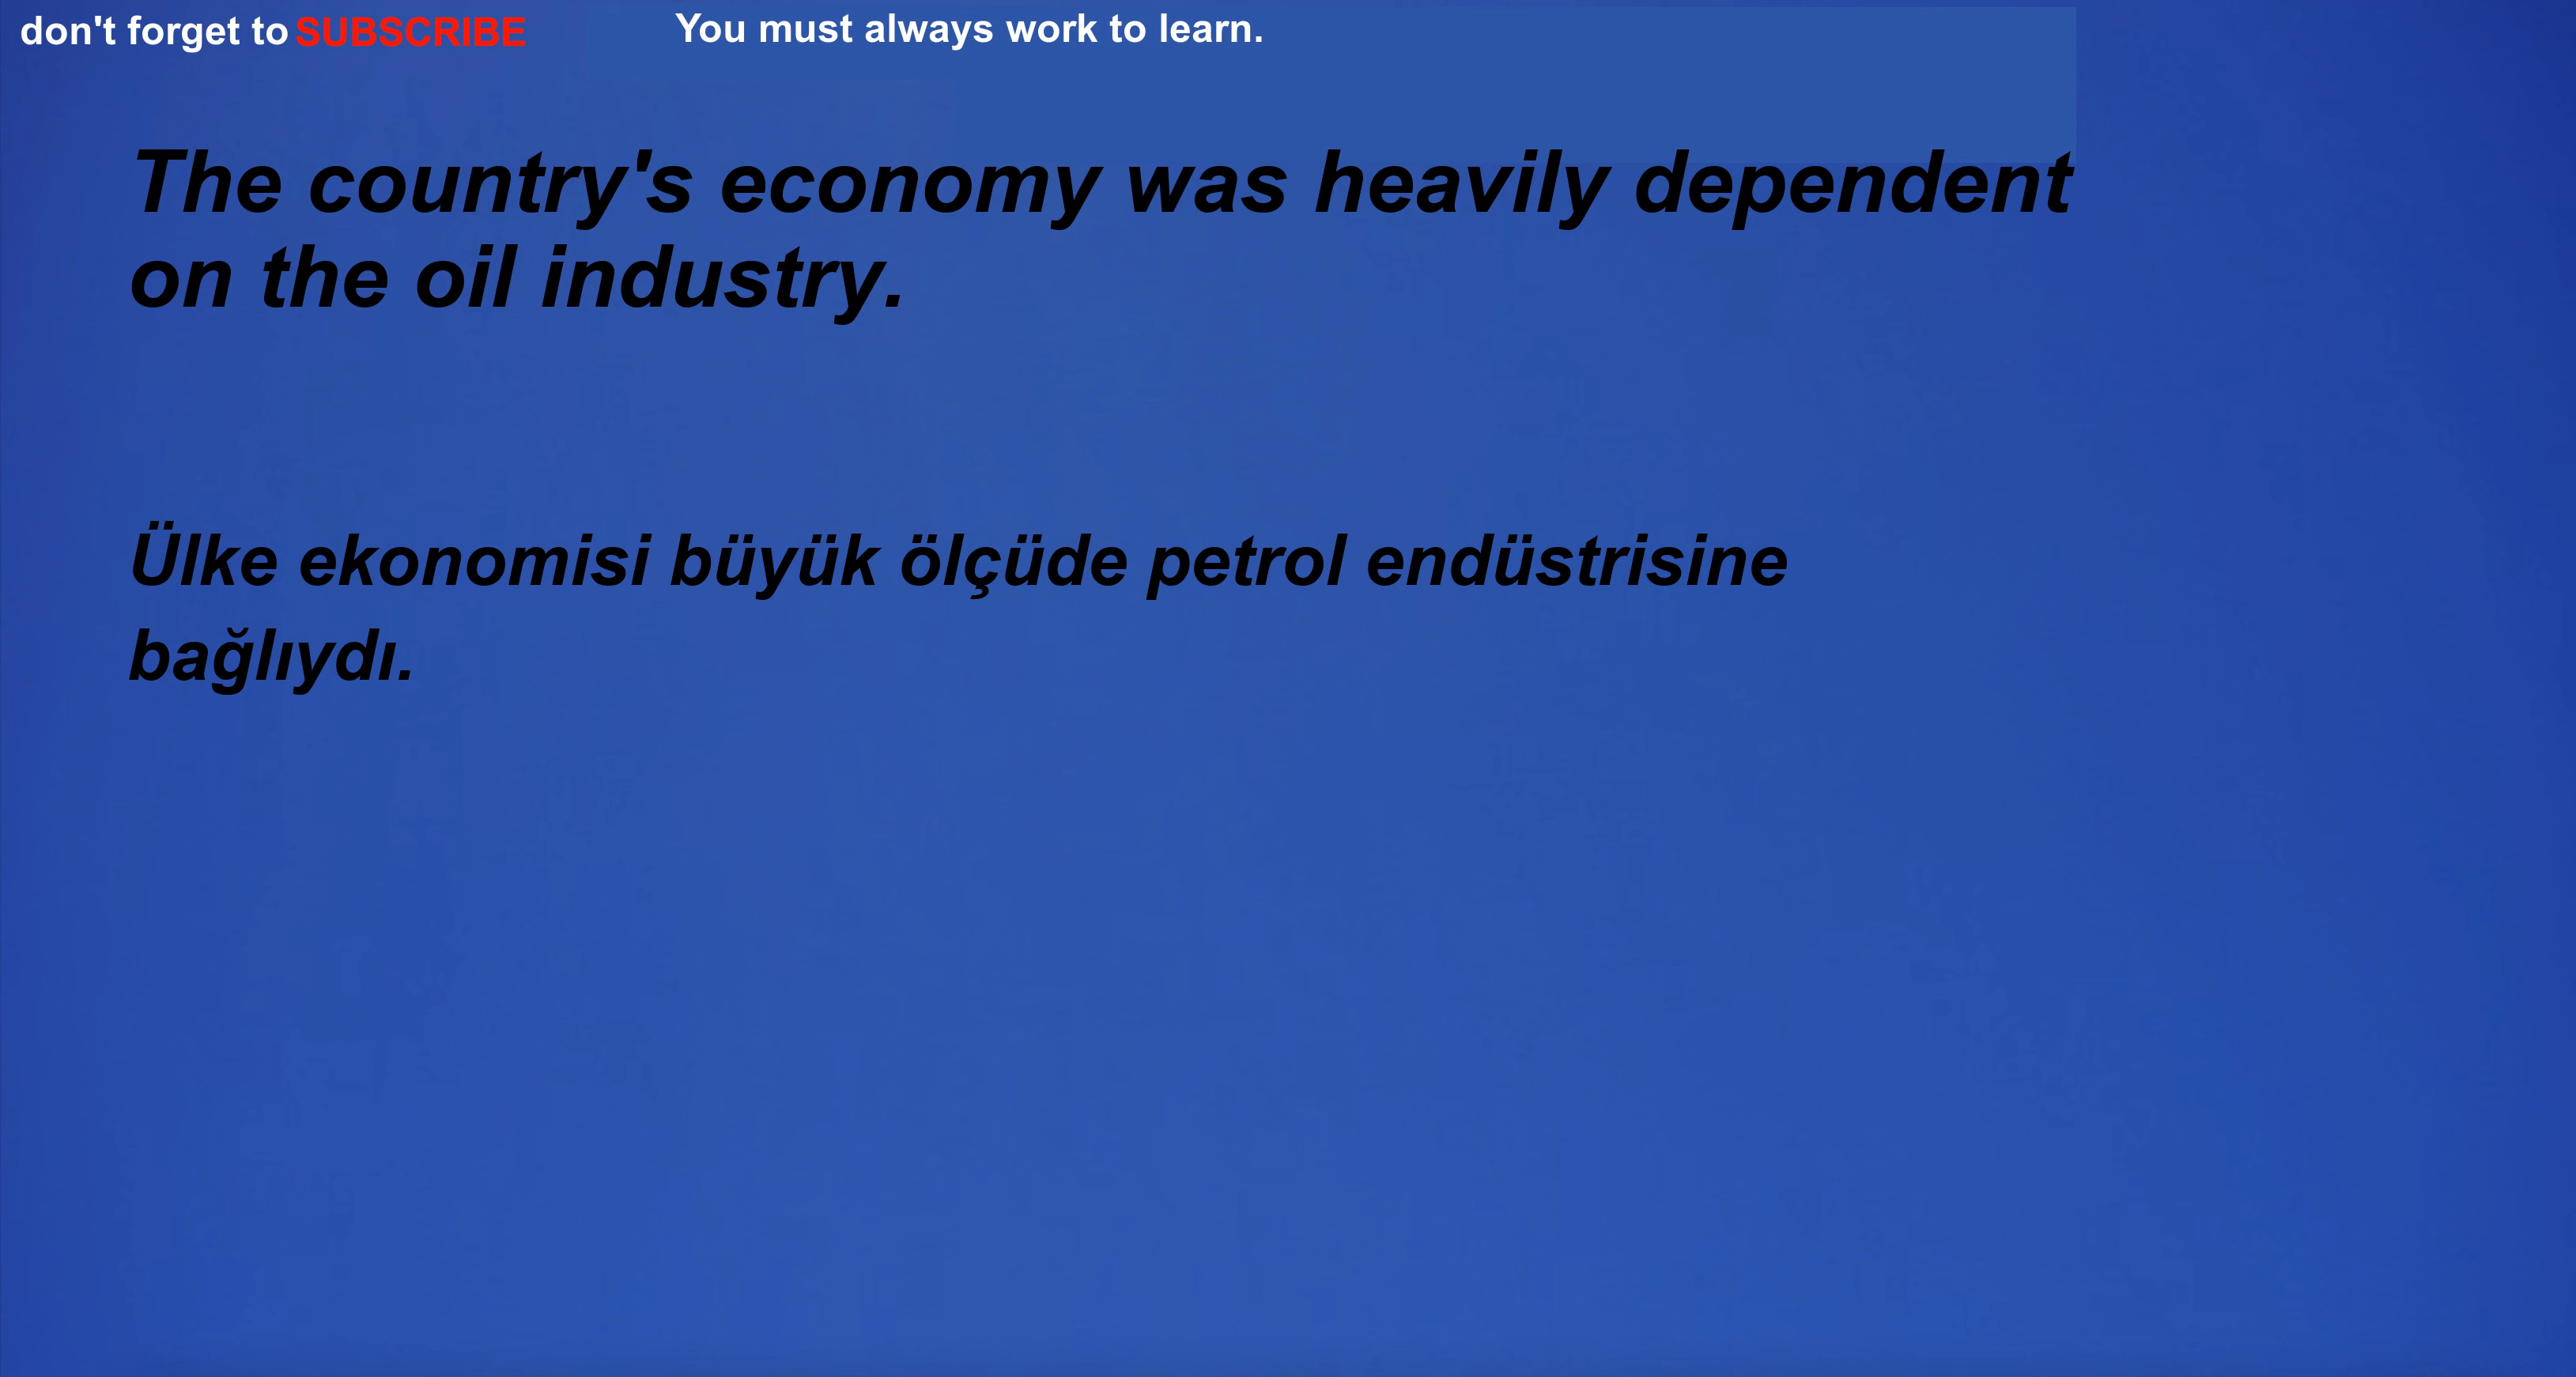 don't forget to SUBSCRIBE
You must always work to learn.
The country's economy was heavily dependent
on the oil industry.
Ülke ekonomisi büyük ölçüde petrol endüstrisine
bağlıydı.